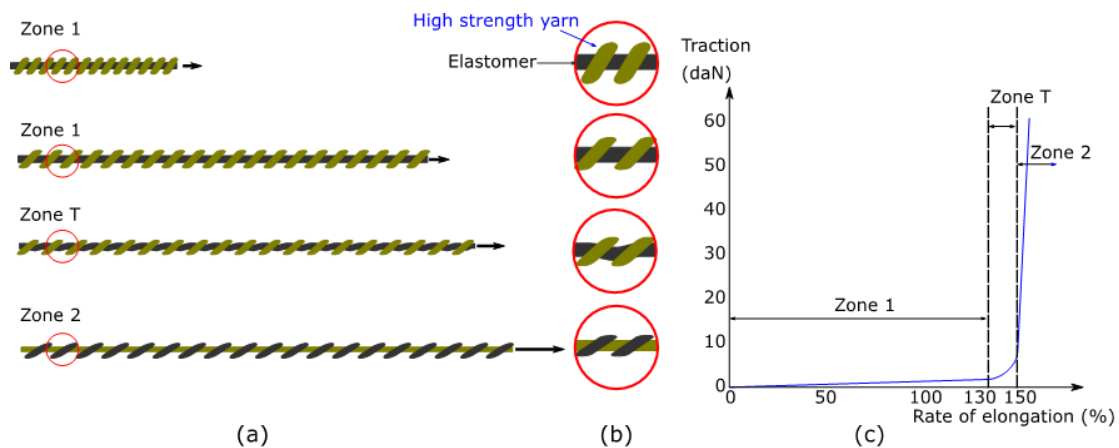 Zone 1
Zone 1
Zone T
Zone 2
(a)
High strength yarn
Elastomer
(b)
Traction
(daN)
Zone T
Zone 2
Zone 1
60
50
40
30
20
10
0
0
50
100
130
150
Rate of elongation (%)
(c)